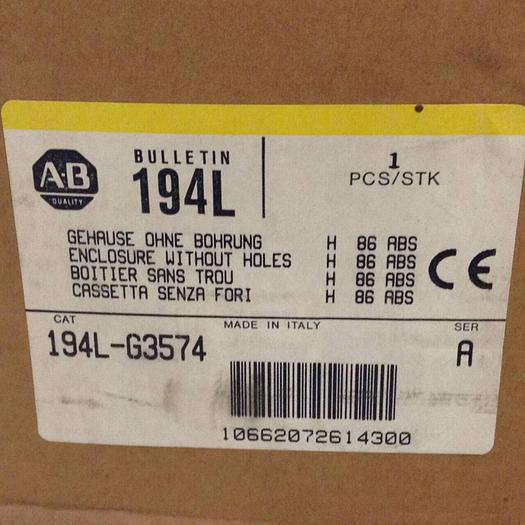 A-B
QUALITY
BULLETIN
194L
1
PCS/STK
GEHAUSE OHNE BOHRUNG H 86 ABS
ENCLOSURE WITHOUT HOLES H 86 ABS
BOITIER SANS TROU H 86 ABS
CASSETTA SENZA FORI H 86 ABS
CE
CAT
194L-G3574
MADE IN ITALY
SER
A
10662072614300